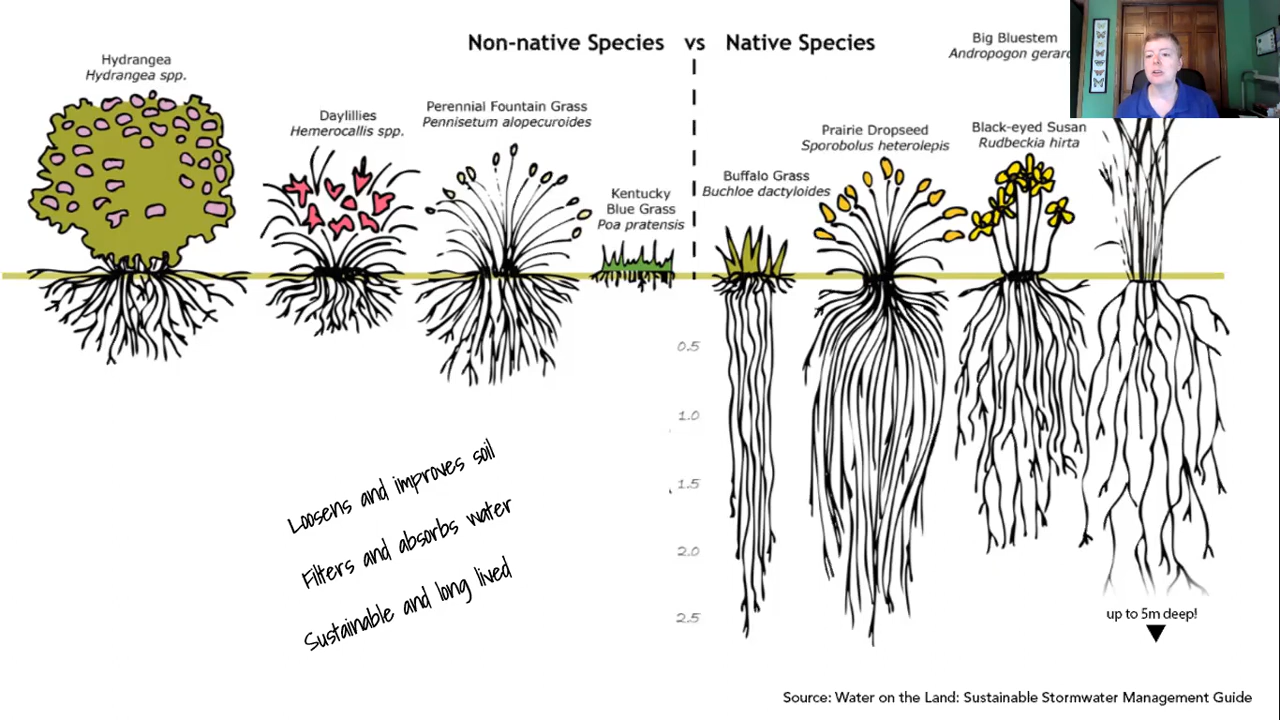 Non-native Species vs Native Species
Hydrangea
Hydrangea spp.
Daylillies
Hemerocallis spp.
Perennial Fountain Grass
Pennisetum alopecuroides
Kentucky
Blue Grass
Poa pratensis
Buffalo Grass
Buchloe dactyloides
Prairie Dropseed
Sporobolus heterolepis
Black-eyed Susan
Rudbeckia hirta
Big Bluestem
Andropogon gerarc
0.5
1.0
1.5
2.0
2.5
Loosens and improves soil
Filters and absorbs water
Sustainable and long lived
up to 5m deep!
Source: Water on the Land: Sustainable Stormwater Management Guide